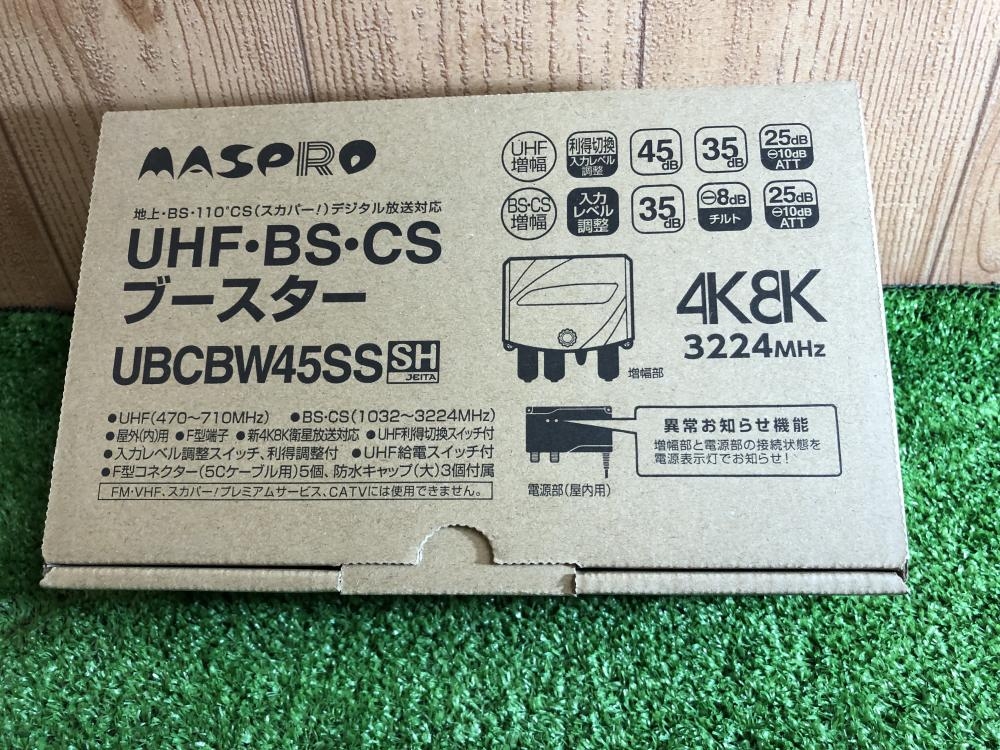 MASPRO
地上・BS・110°CS(スカパー!)デジタル放送対応
UHF・BS・CS
ブースター
UBCBW45SS SH JEITA
UHF増幅 利得切換 入力レベル調整 45dB 35dB 25dB ⊖10dB ATT
BS・CS増幅 入力レベル調整 35dB ⊖8dB チルト 25dB ⊖10dB ATT
4K8K
3224MHz
増幅部
●UHF(470〜710MHz) ●BS・CS(1032〜3224MHz)
●屋外(内)用 ●F型端子 ●新4K8K衛星放送対応 ●UHF利得切換スイッチ付
●入力レベル調整スイッチ、利得調整付 ●UHF給電スイッチ付
●F型コネクター(5Cケーブル用)5個、防水キャップ(大)3個付属
FM・VHF、スカパー!プレミアムサービス、CATVには使用できません。
異常お知らせ機能
増幅部と電源部の接続状態を
電源表示灯でお知らせ!
電源部(屋内用)